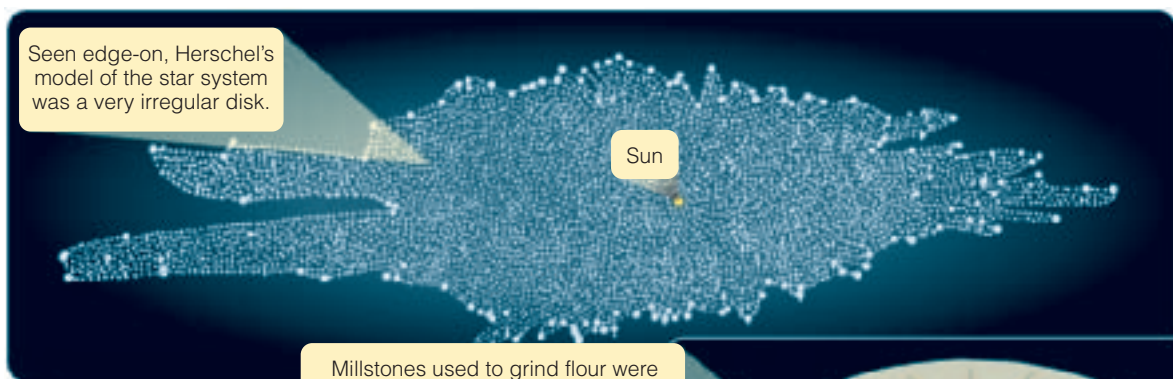 Seen edge-on, Herschel’s
model of the star system
was a very irregular disk.
Sun
Millstones used to grind flour were